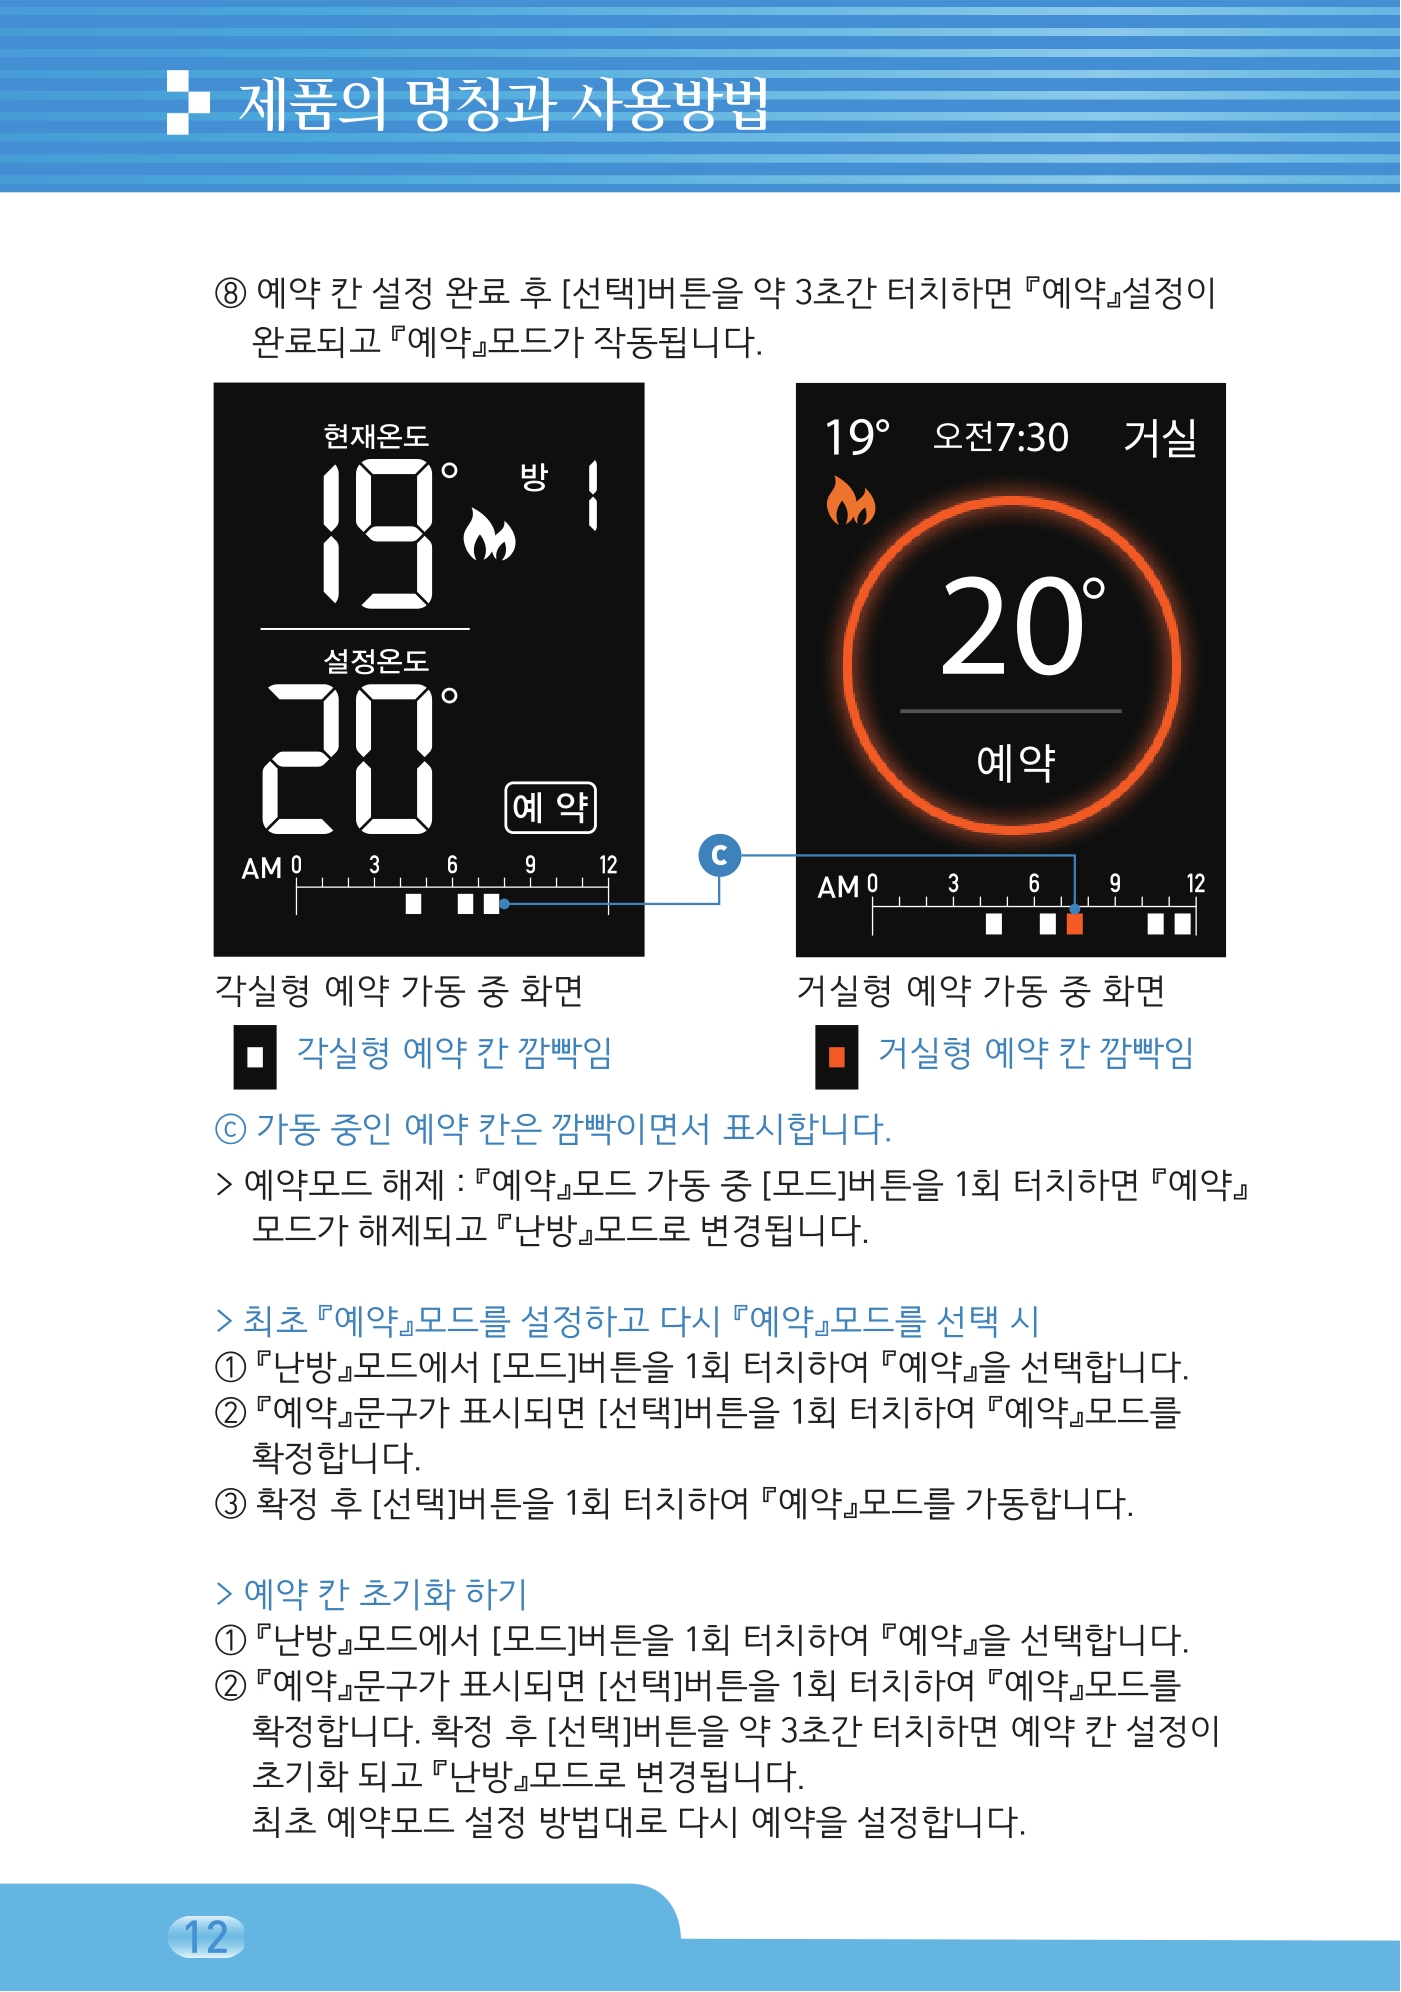 제품의 명칭과 사용방법
⑧ 예약 칸 설정 완료 후 [선택]버튼을 약 3초간 터치하면 『예약』설정이
완료되고 『예약』모드가 작동됩니다.
현재온도
19°
방 1
설정온도
20°
예 약
AM 0 3 6 9 12
19° 오전7:30 거실
20°
예약
C
AM 0 3 6 9 12
각실형 예약 가동 중 화면
거실형 예약 가동 중 화면
각실형 예약 칸 깜빡임
거실형 예약 칸 깜빡임
ⓒ 가동 중인 예약 칸은 깜빡이면서 표시합니다.
> 예약모드 해제 : 『예약』모드 가동 중 [모드]버튼을 1회 터치하면 『예약』
모드가 해제되고 『난방』모드로 변경됩니다.
> 최초 『예약』모드를 설정하고 다시 『예약』모드를 선택 시
① 『난방』모드에서 [모드]버튼을 1회 터치하여 『예약』을 선택합니다.
② 『예약』문구가 표시되면 [선택]버튼을 1회 터치하여 『예약』모드를
확정합니다.
③ 확정 후 [선택]버튼을 1회 터치하여 『예약』모드를 가동합니다.
> 예약 칸 초기화 하기
① 『난방』모드에서 [모드]버튼을 1회 터치하여 『예약』을 선택합니다.
② 『예약』문구가 표시되면 [선택]버튼을 1회 터치하여 『예약』모드를
확정합니다. 확정 후 [선택]버튼을 약 3초간 터치하면 예약 칸 설정이
초기화 되고 『난방』모드로 변경됩니다.
최초 예약모드 설정 방법대로 다시 예약을 설정합니다.
12